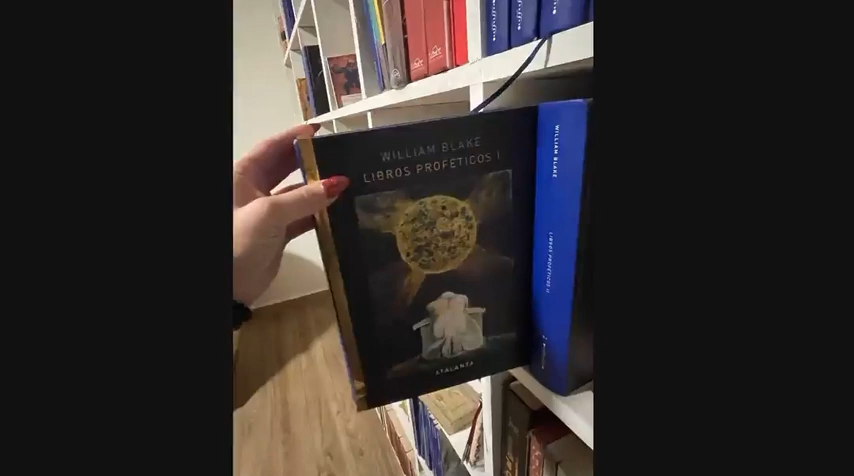 WILLIAM BLAKE
LIBROS PROFÉTICOS I
ATALANTA
WILLIAM BLAKE
LIBROS PROFÉTICOS II